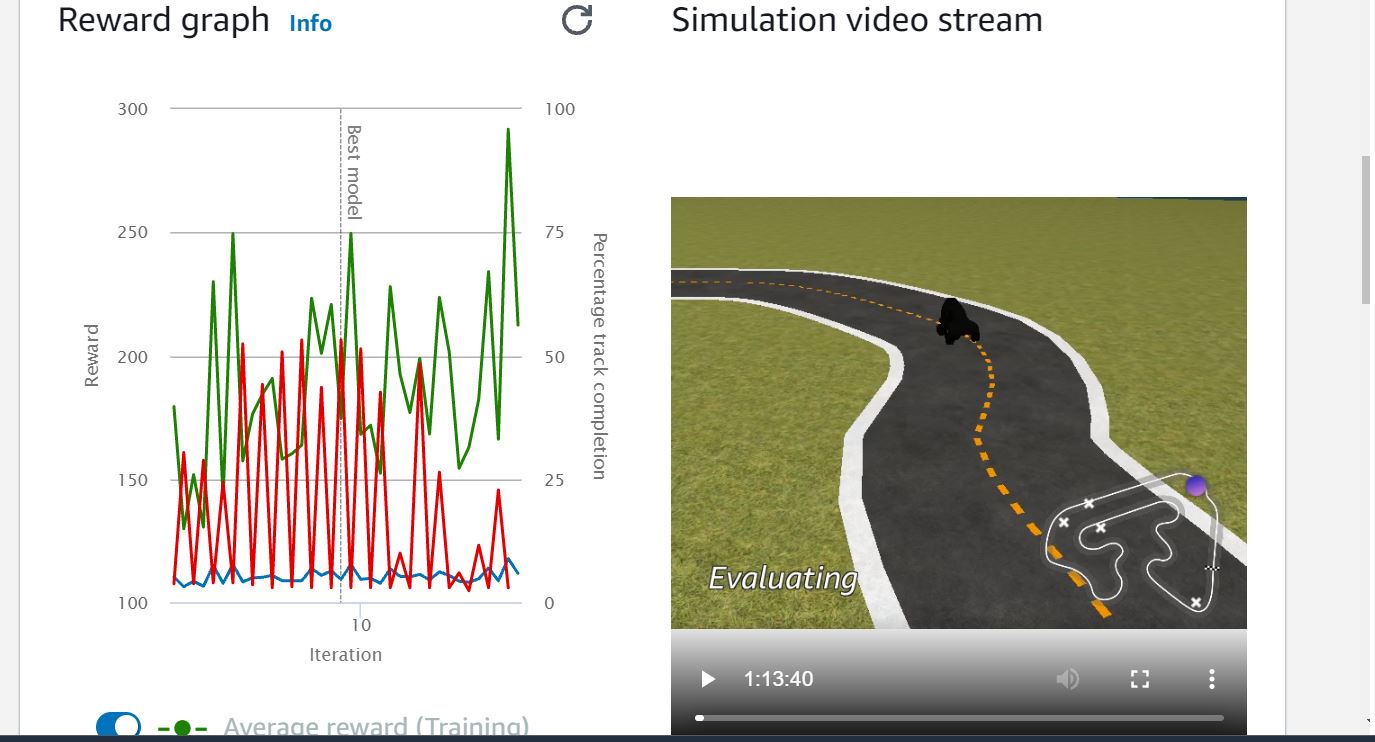 Reward graph Info
Simulation video stream
300
250
200
150
100
Reward
100
75
50
25
0
Percentage track completion
Best model
10
Iteration
Average reward (Training)
Evaluating
1:13:40